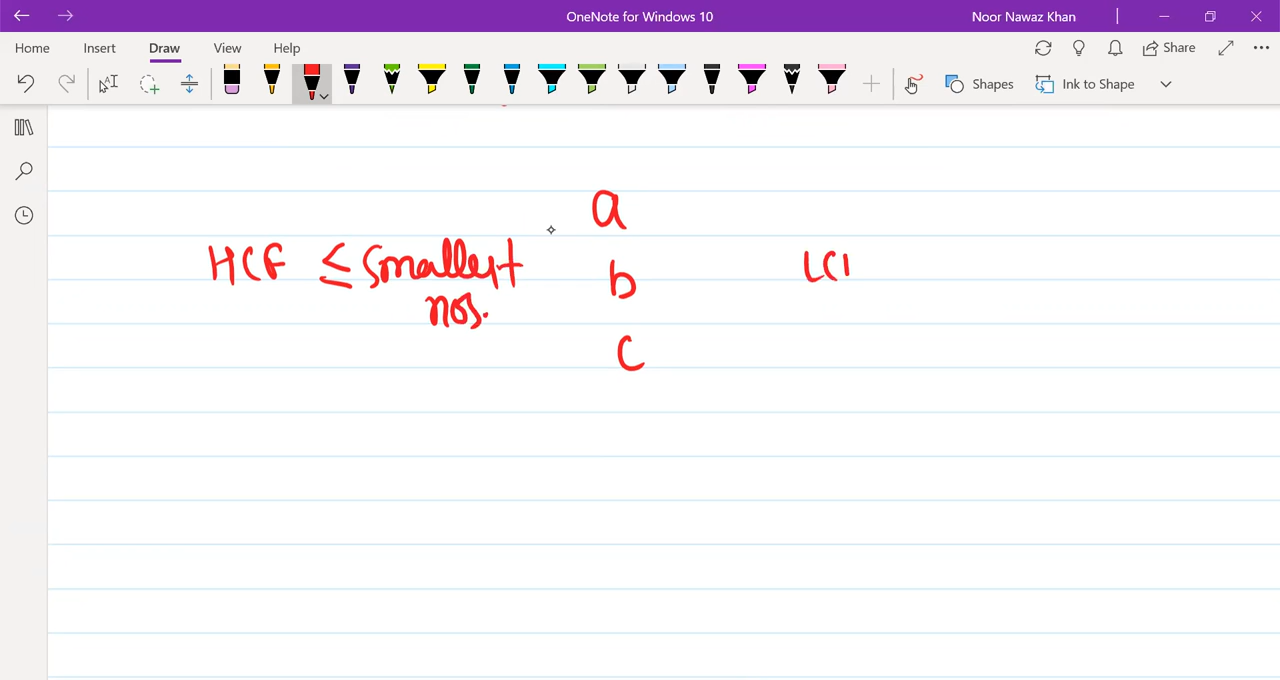 OneNote for Windows 10
Noor Nawaz Khan
Home Insert Draw View Help
Share
Shapes
Ink to Shape
a
HCF ≤ Smallest
nos.
b
LCI
c